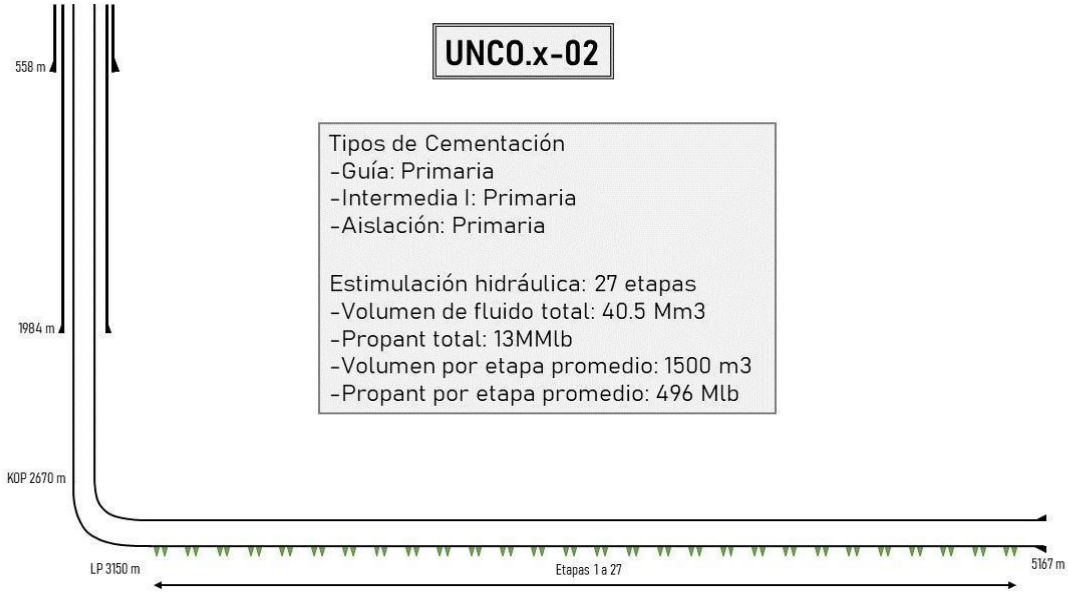 UNCO.x-02
558 m
Tipos de Cementación
-Guía: Primaria
-Intermedia I: Primaria
-Aislación: Primaria
Estimulación hidráulica: 27 etapas
-Volumen de fluido total: 40.5 Mm3
-Propant total: 13MMlb
-Volumen por etapa promedio: 1500 m3
-Propant por etapa promedio: 496 Mlb
1984 m
KOP 2670 m
LP 3150 m
Etapas 1 a 27
5167 m